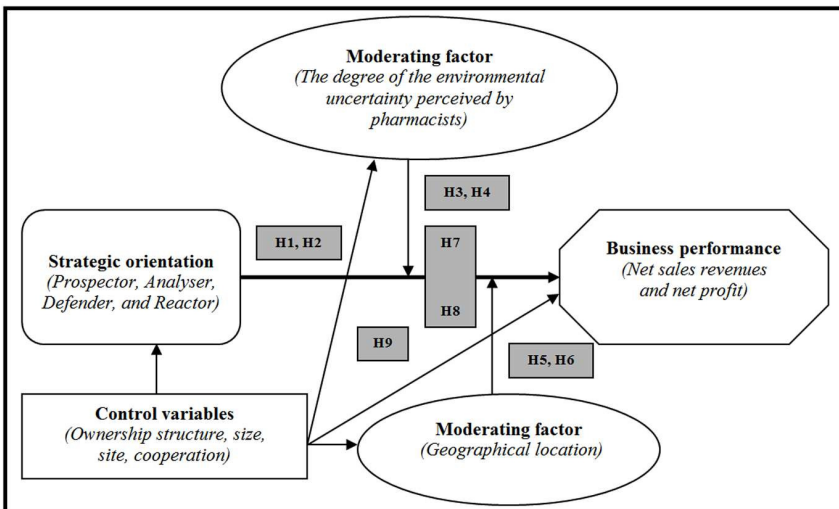 Moderating factor
(The degree of the environmental
uncertainty perceived by
pharmacists)
H3, H4
H1, H2
H7
H8
Strategic orientation
(Prospector, Analyser,
Defender, and Reactor)
Business performance
(Net sales revenues
and net profit)
H9
H5, H6
Control variables
(Ownership structure, size,
site, cooperation)
Moderating factor
(Geographical location)